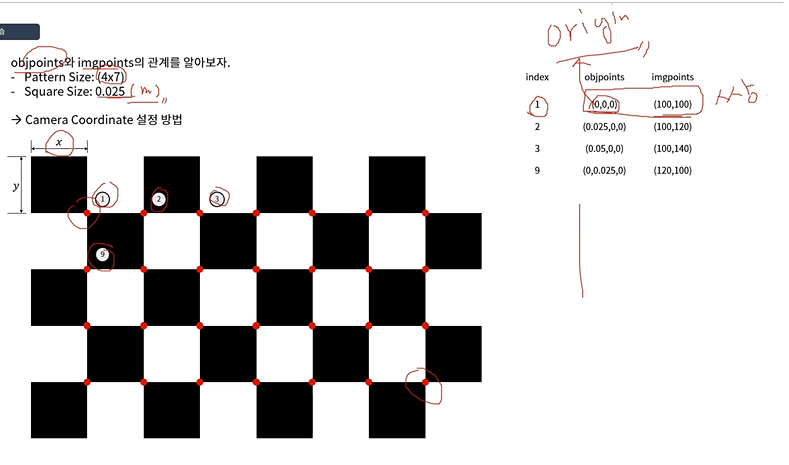 습
Origin
objpoints와 imgpoints의 관계를 알아보자.
- Pattern Size: (4x7)
- Square Size: 0.025 (m)
→ Camera Coordinate 설정 방법
index objpoints imgpoints
1 (0,0,0) (100,100)
2 (0.025,0,0) (100,120)
3 (0.05,0,0) (100,140)
9 (0,0.025,0) (120,100)
x
y
1 2 3
9